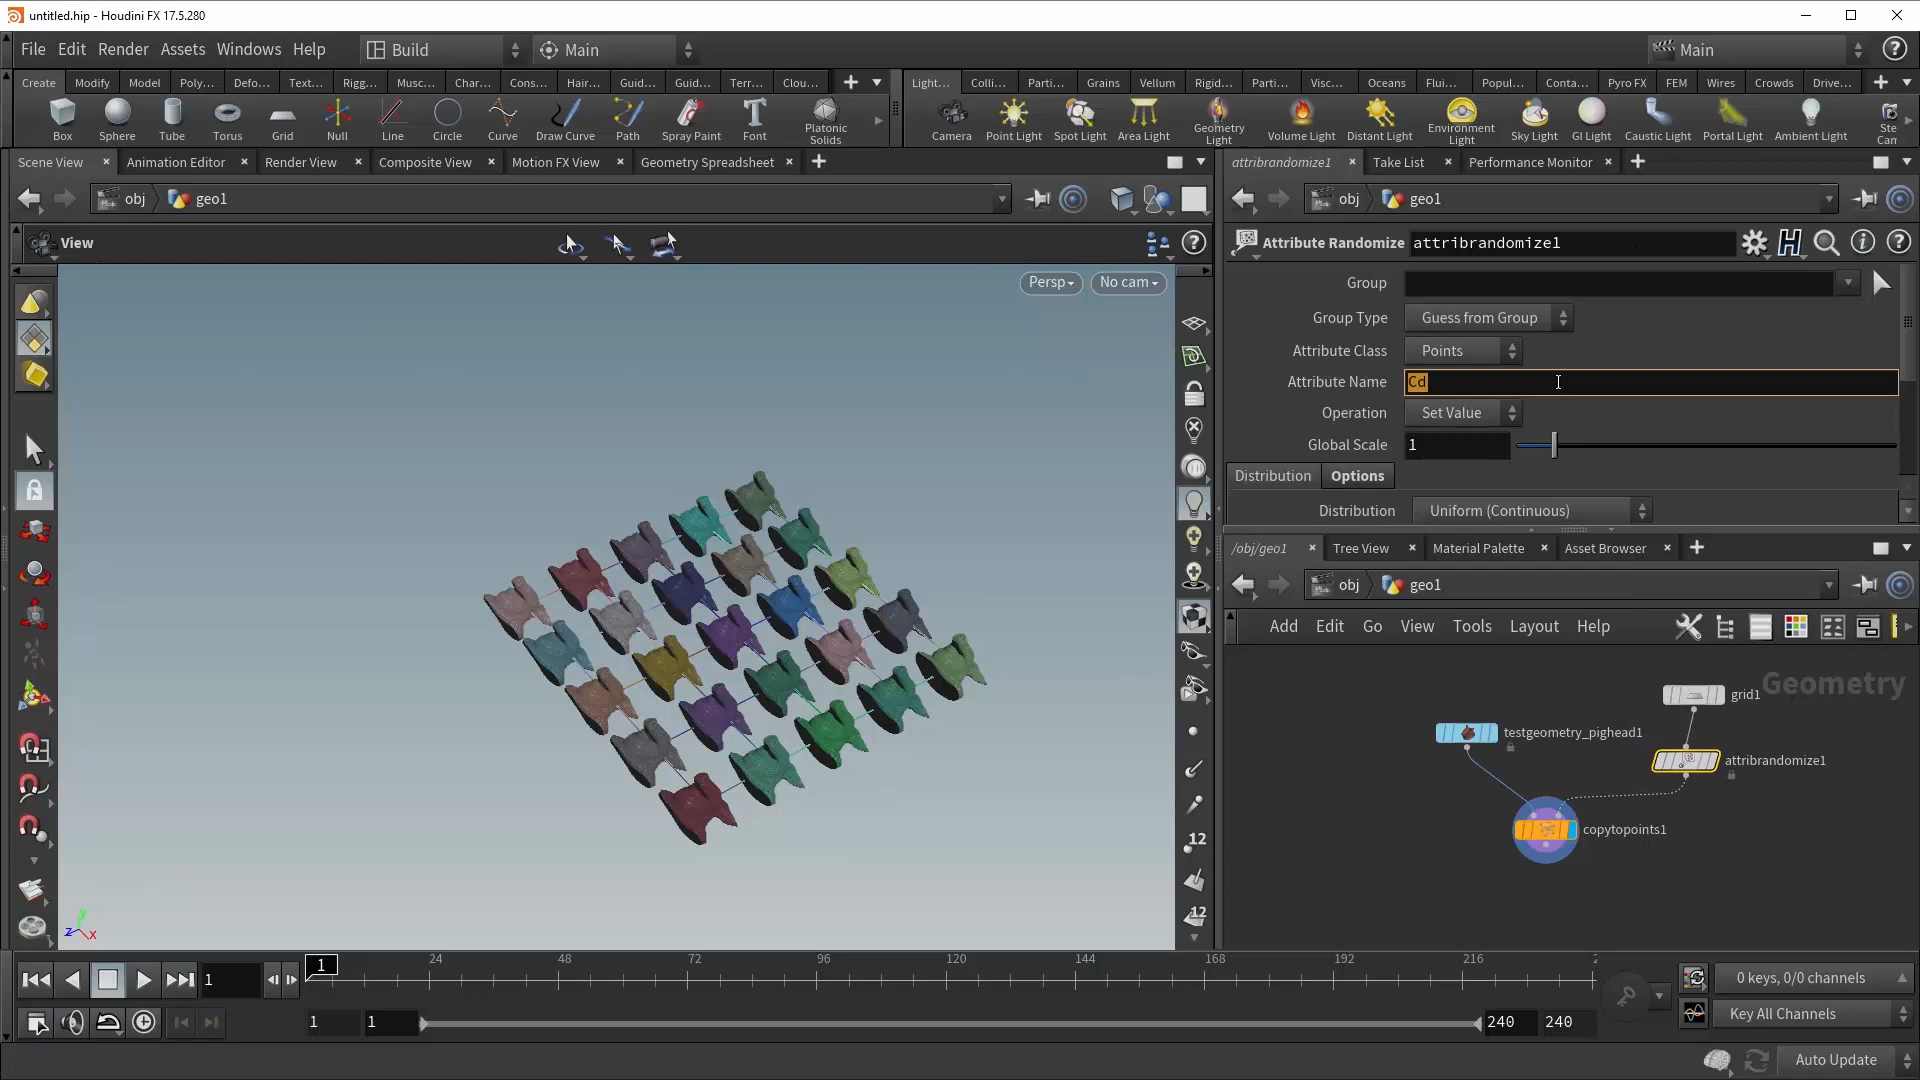 untitled.hip - Houdini FX 17.5.280
File Edit Render Assets Windows Help
Build
Main
Main
Create Modify Model Poly... Defo... Text... Rigg... Musc... Char... Cons... Hair... Guid... Guid... Terr... Clou...
Light... Colli... Parti... Grains Vellum Rigid... Parti... Visc... Oceans Flui... Popul... Conta... Pyro FX FEM Wires Crowds Drive...
Box Sphere Tube Torus Grid Null Line Circle Curve Draw Curve Path Spray Paint Font Platonic Solids
Camera Point Light Spot Light Area Light Geometry Light Volume Light Distant Light Environment Light Sky Light GI Light Caustic Light Portal Light Ambient Light Ste Cam
Scene View Animation Editor Render View Composite View Motion FX View Geometry Spreadsheet
attribrandomize1 Take List Performance Monitor
obj geo1
obj geo1
View
Attribute Randomize attribrandomize1
Persp
No cam
Group
Group Type Guess from Group
Attribute Class Points
Attribute Name Cd
Operation Set Value
Global Scale 1
Distribution Options
Distribution Uniform (Continuous)
/obj/geo1 Tree View Material Palette Asset Browser
obj geo1
Add Edit Go View Tools Layout Help
Geometry
grid1
testgeometry_pighead1
attribrandomize1
copytopoints1
12
12
y
z
x
1
1 24 48 72 96 120 144 168 192 216 2
0 keys, 0/0 channels
1 1 240 240
Key All Channels
Auto Update